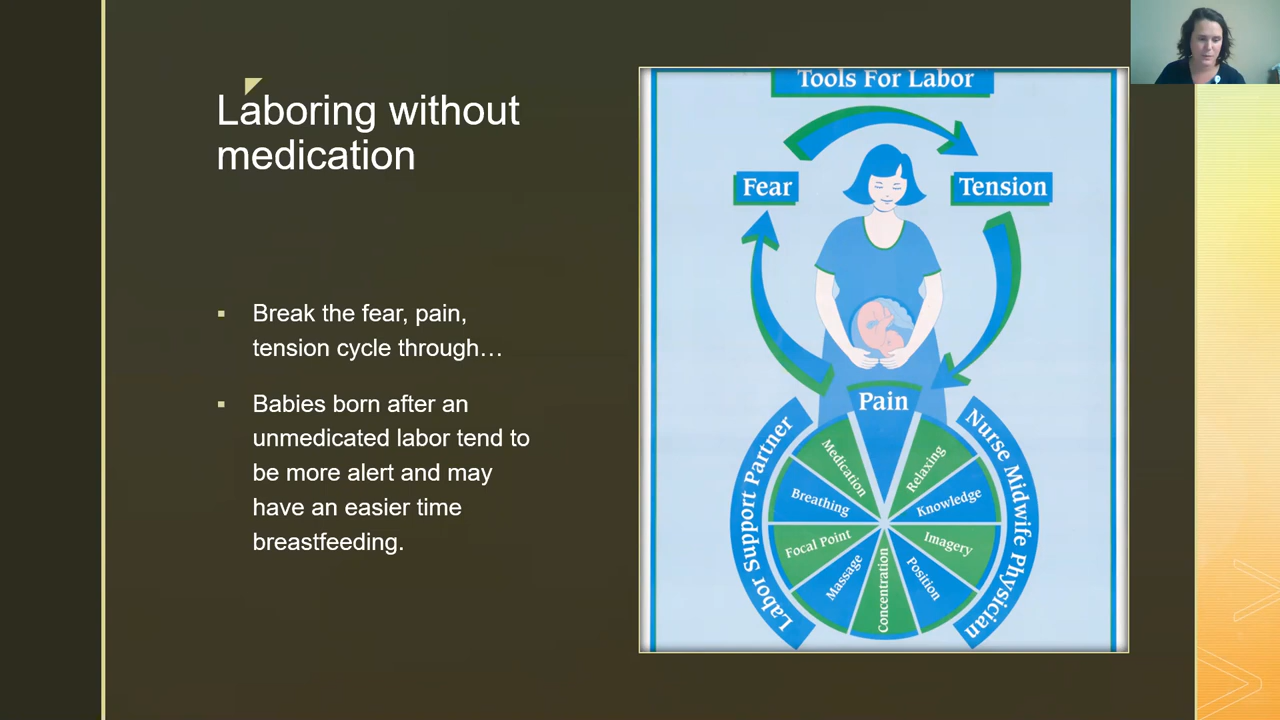 Laboring without
medication
▪ Break the fear, pain,
tension cycle through…
▪ Babies born after an
unmedicated labor tend to
be more alert and may
have an easier time
breastfeeding.
Tools For Labor
Fear
Tension
Pain
Labor Support Partner
Nurse Midwife Physician
Medication
Relaxing
Breathing
Knowledge
Focal Point
Imagery
Massage
Concentration
Position